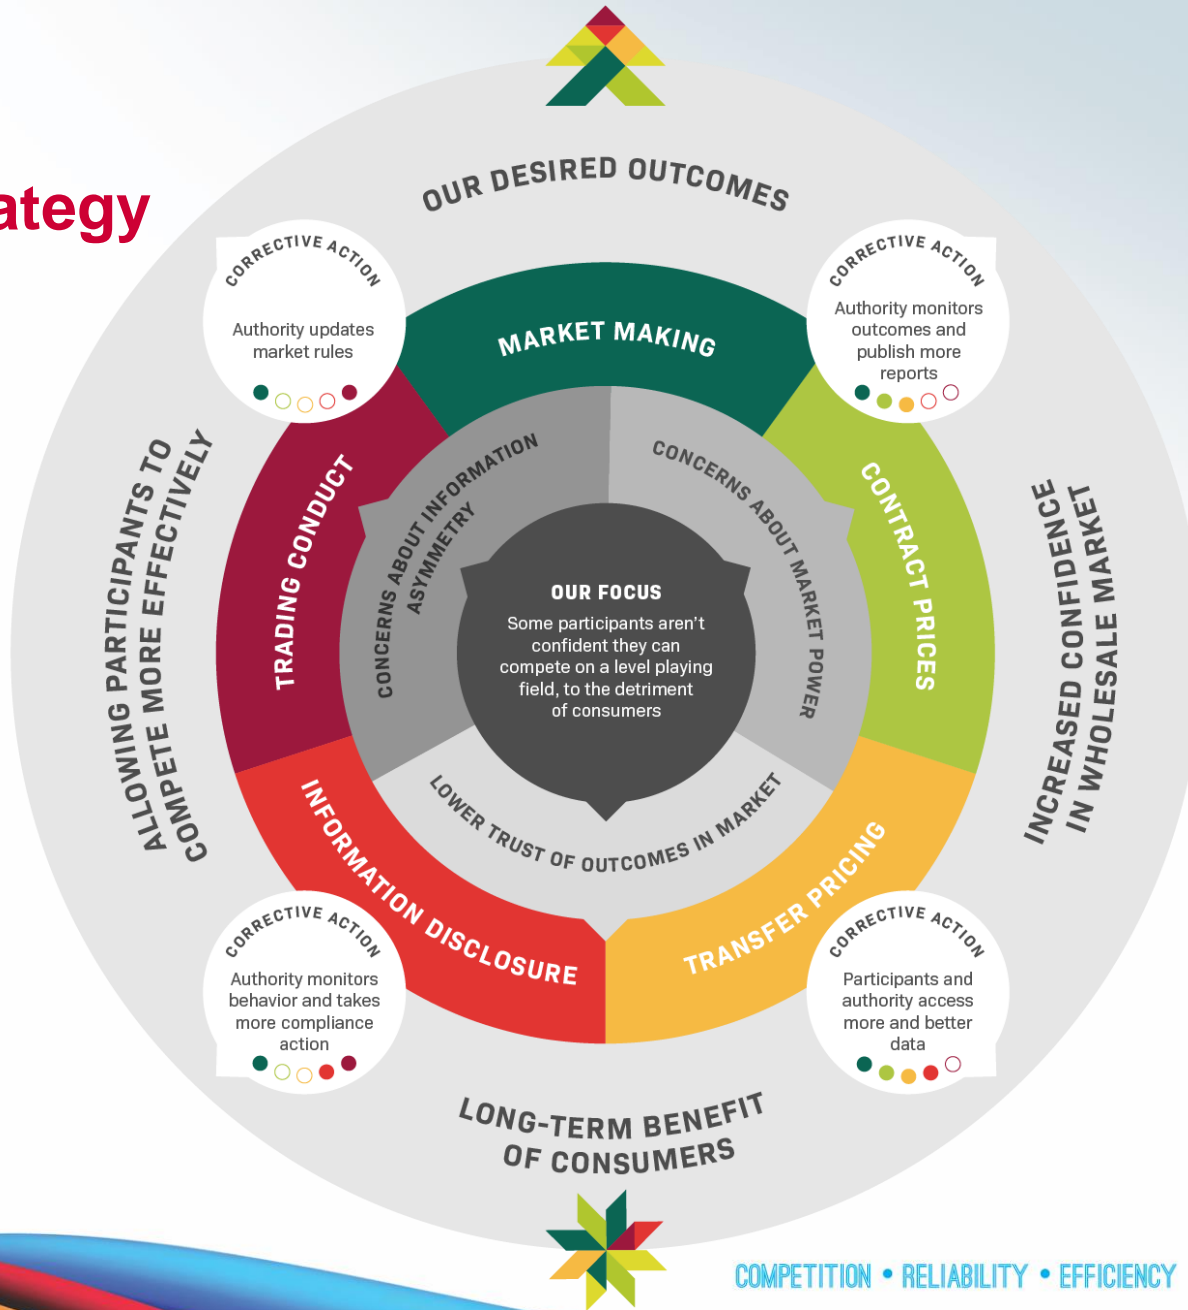 ategy
OUR DESIRED OUTCOMES
CORRECTIVE ACTION
Authority updates
market rules
CORRECTIVE ACTION
Authority monitors
outcomes and
publish more
reports
MARKET MAKING
TRADING CONDUCT
CONTRACT PRICES
CONCERNS ABOUT INFORMATION
ASYMMETRY
CONCERNS ABOUT MARKET POWER
ALLOWING PARTICIPANTS TO
COMPETE MORE EFFECTIVELY
INCREASED CONFIDENCE
IN WHOLESALE MARKET
OUR FOCUS
Some participants aren’t
confident they can
compete on a level playing
field, to the detriment
of consumers
LOWER TRUST OF OUTCOMES IN MARKET
INFORMATION DISCLOSURE
TRANSFER PRICING
CORRECTIVE ACTION
Authority monitors
behavior and takes
more compliance
action
CORRECTIVE ACTION
Participants and
authority access
more and better
data
LONG-TERM BENEFIT
OF CONSUMERS
COMPETITION • RELIABILITY • EFFICIENCY